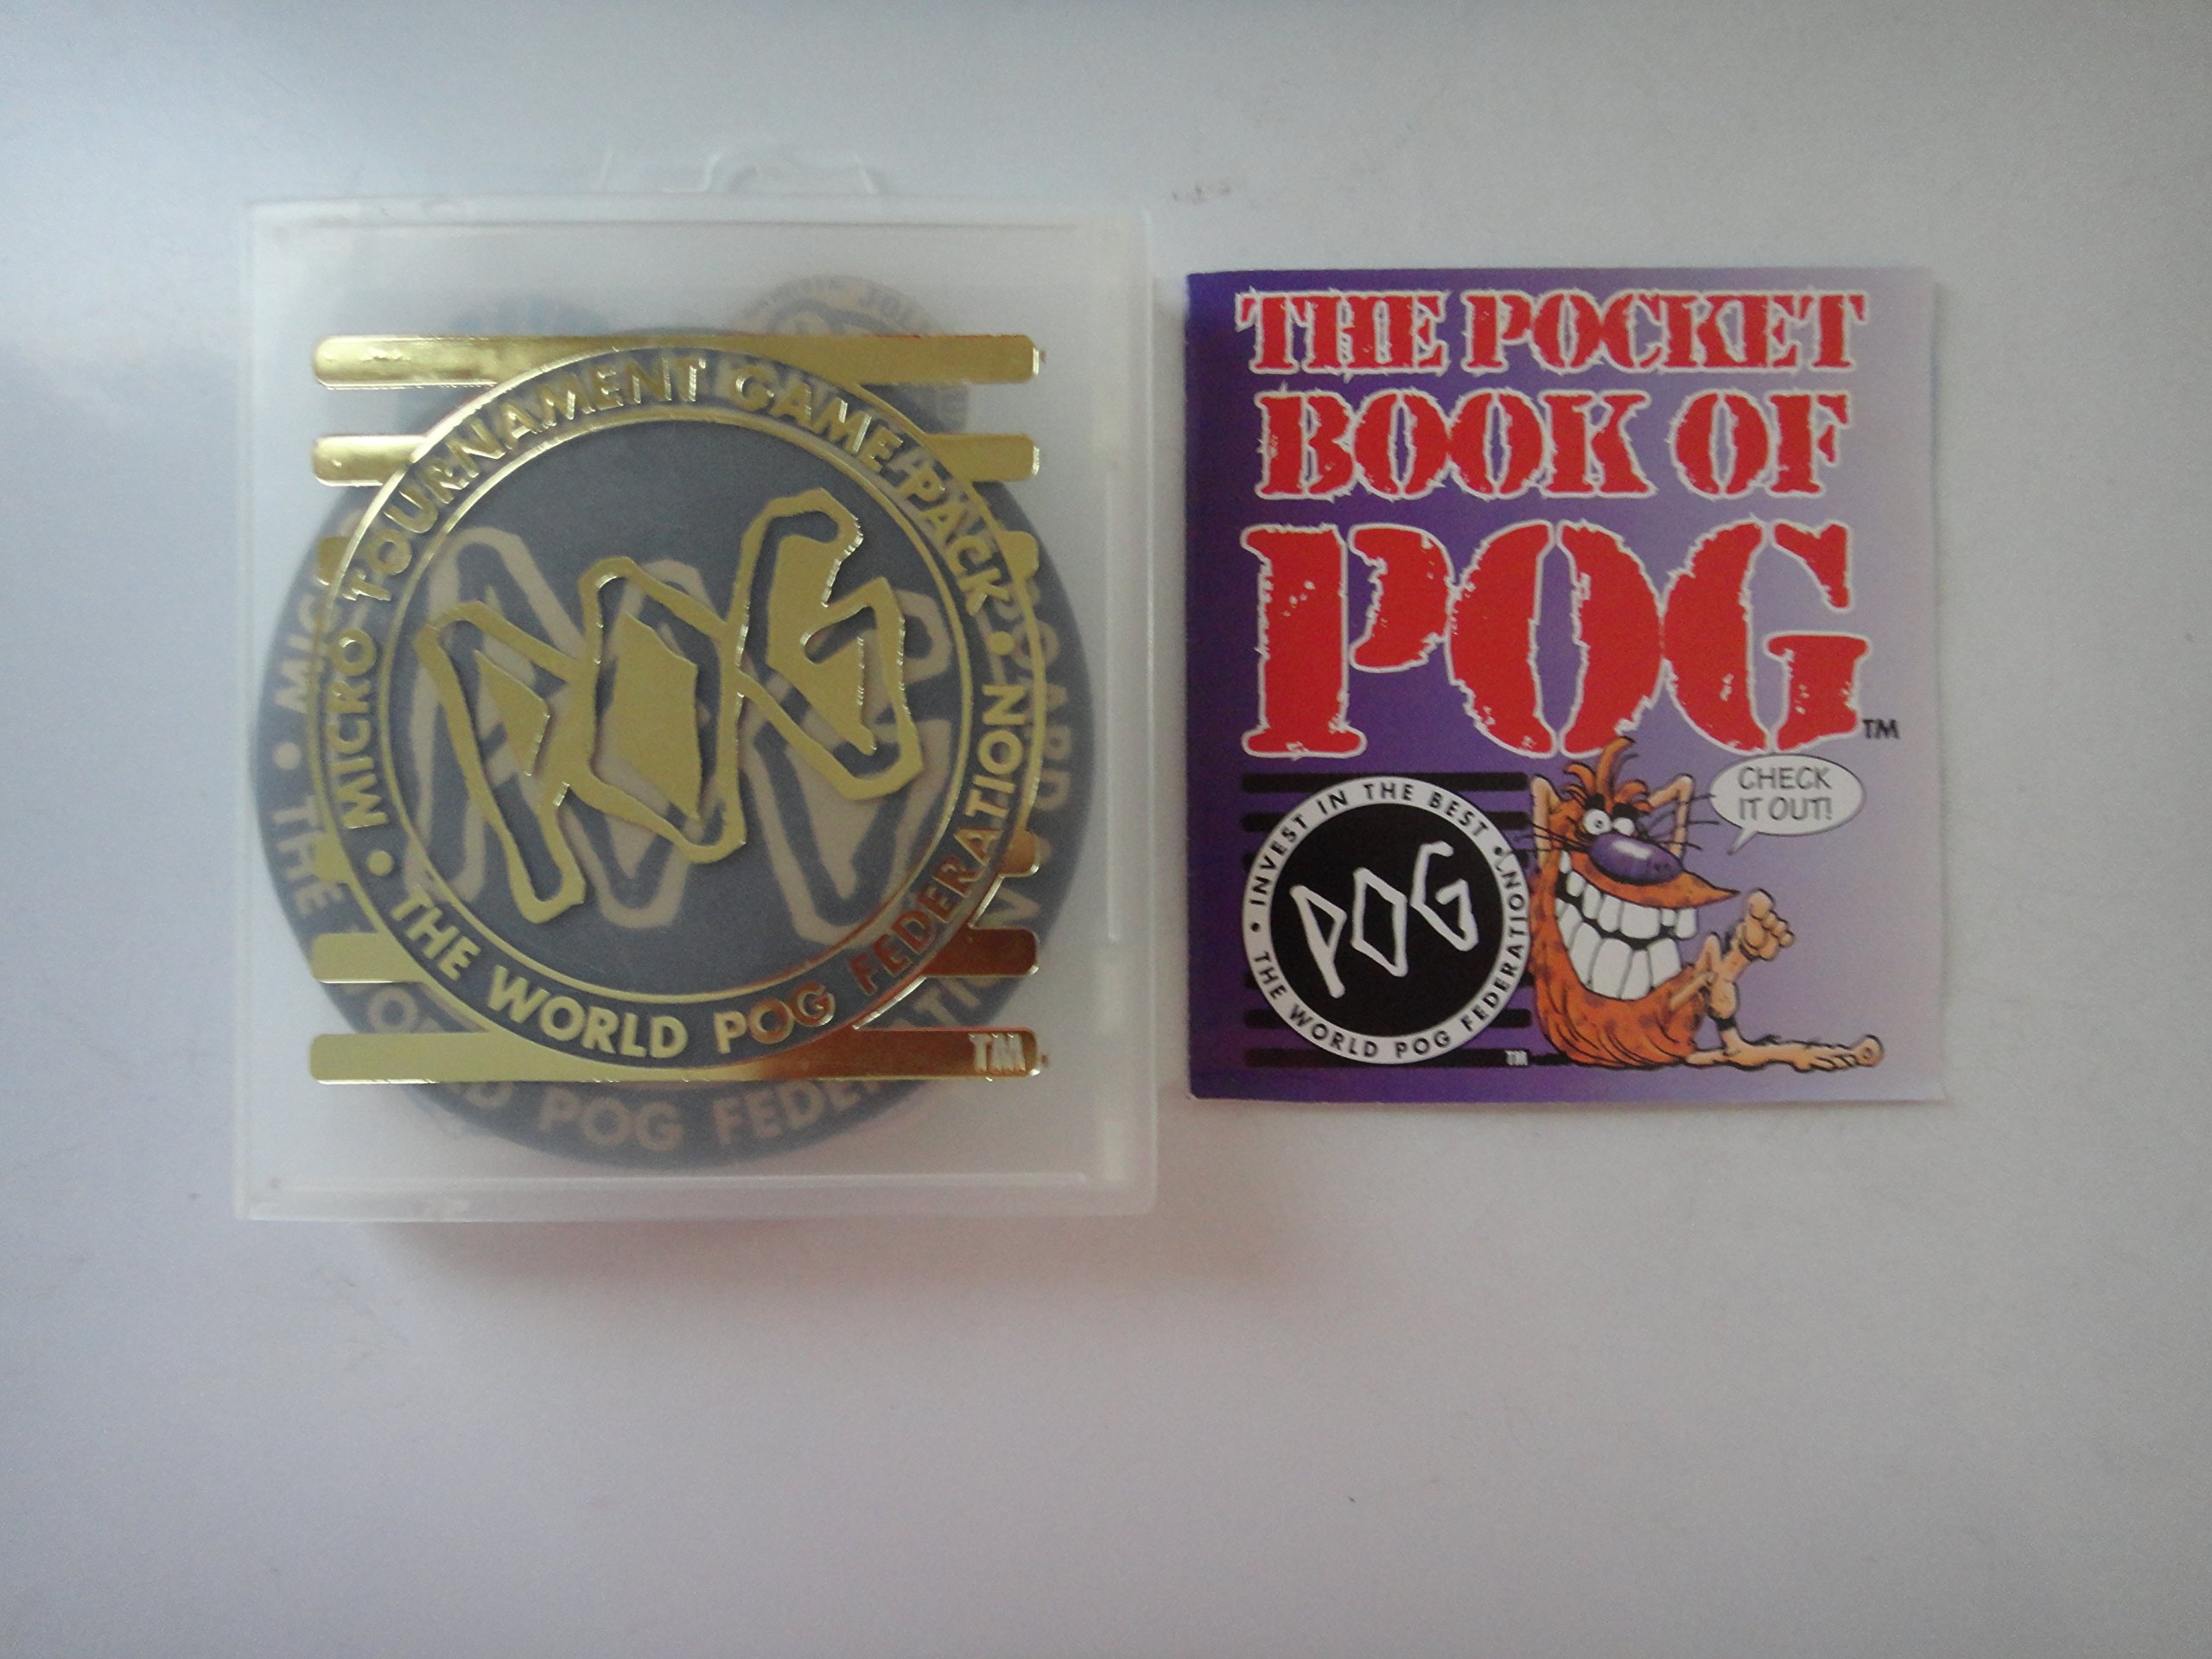 • MICRO TOURNAMENT GAME PACK •
POG
THE WORLD POG FEDERATION
TM
THE POCKET
BOOK OF
POG TM
CHECK
IT OUT!
• INVEST IN THE BEST •
POG
THE WORLD POG FEDERATION
TM